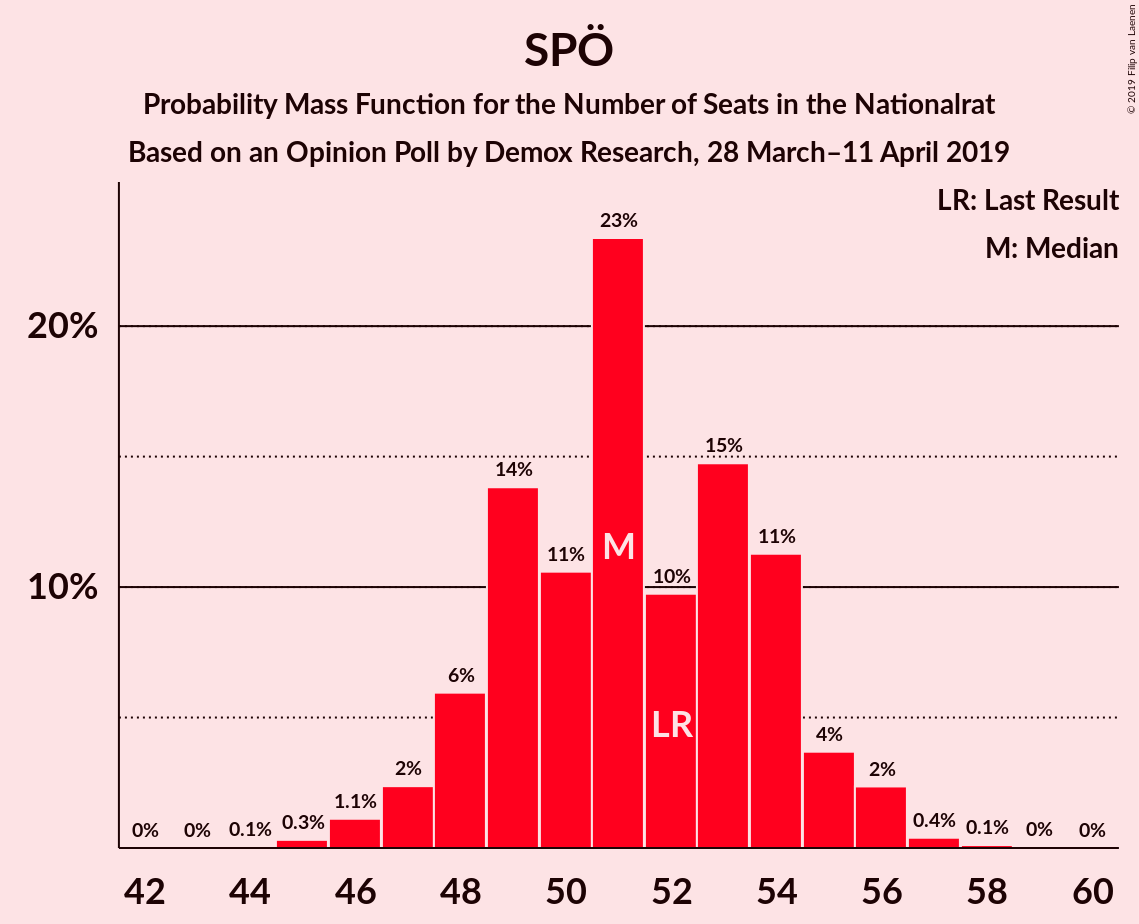 SPÖ
Probability Mass Function for the Number of Seats in the Nationalrat
Based on an Opinion Poll by Demox Research, 28 March–11 April 2019
© 2019 Filip van Laenen
LR: Last Result
M: Median
20%
10%
0% 0% 0.1% 0.3% 1.1% 2% 6% 14% 11% 23% 10% 15% 11% 4% 2% 0.4% 0.1% 0% 0%
M
LR
42 44 46 48 50 52 54 56 58 60